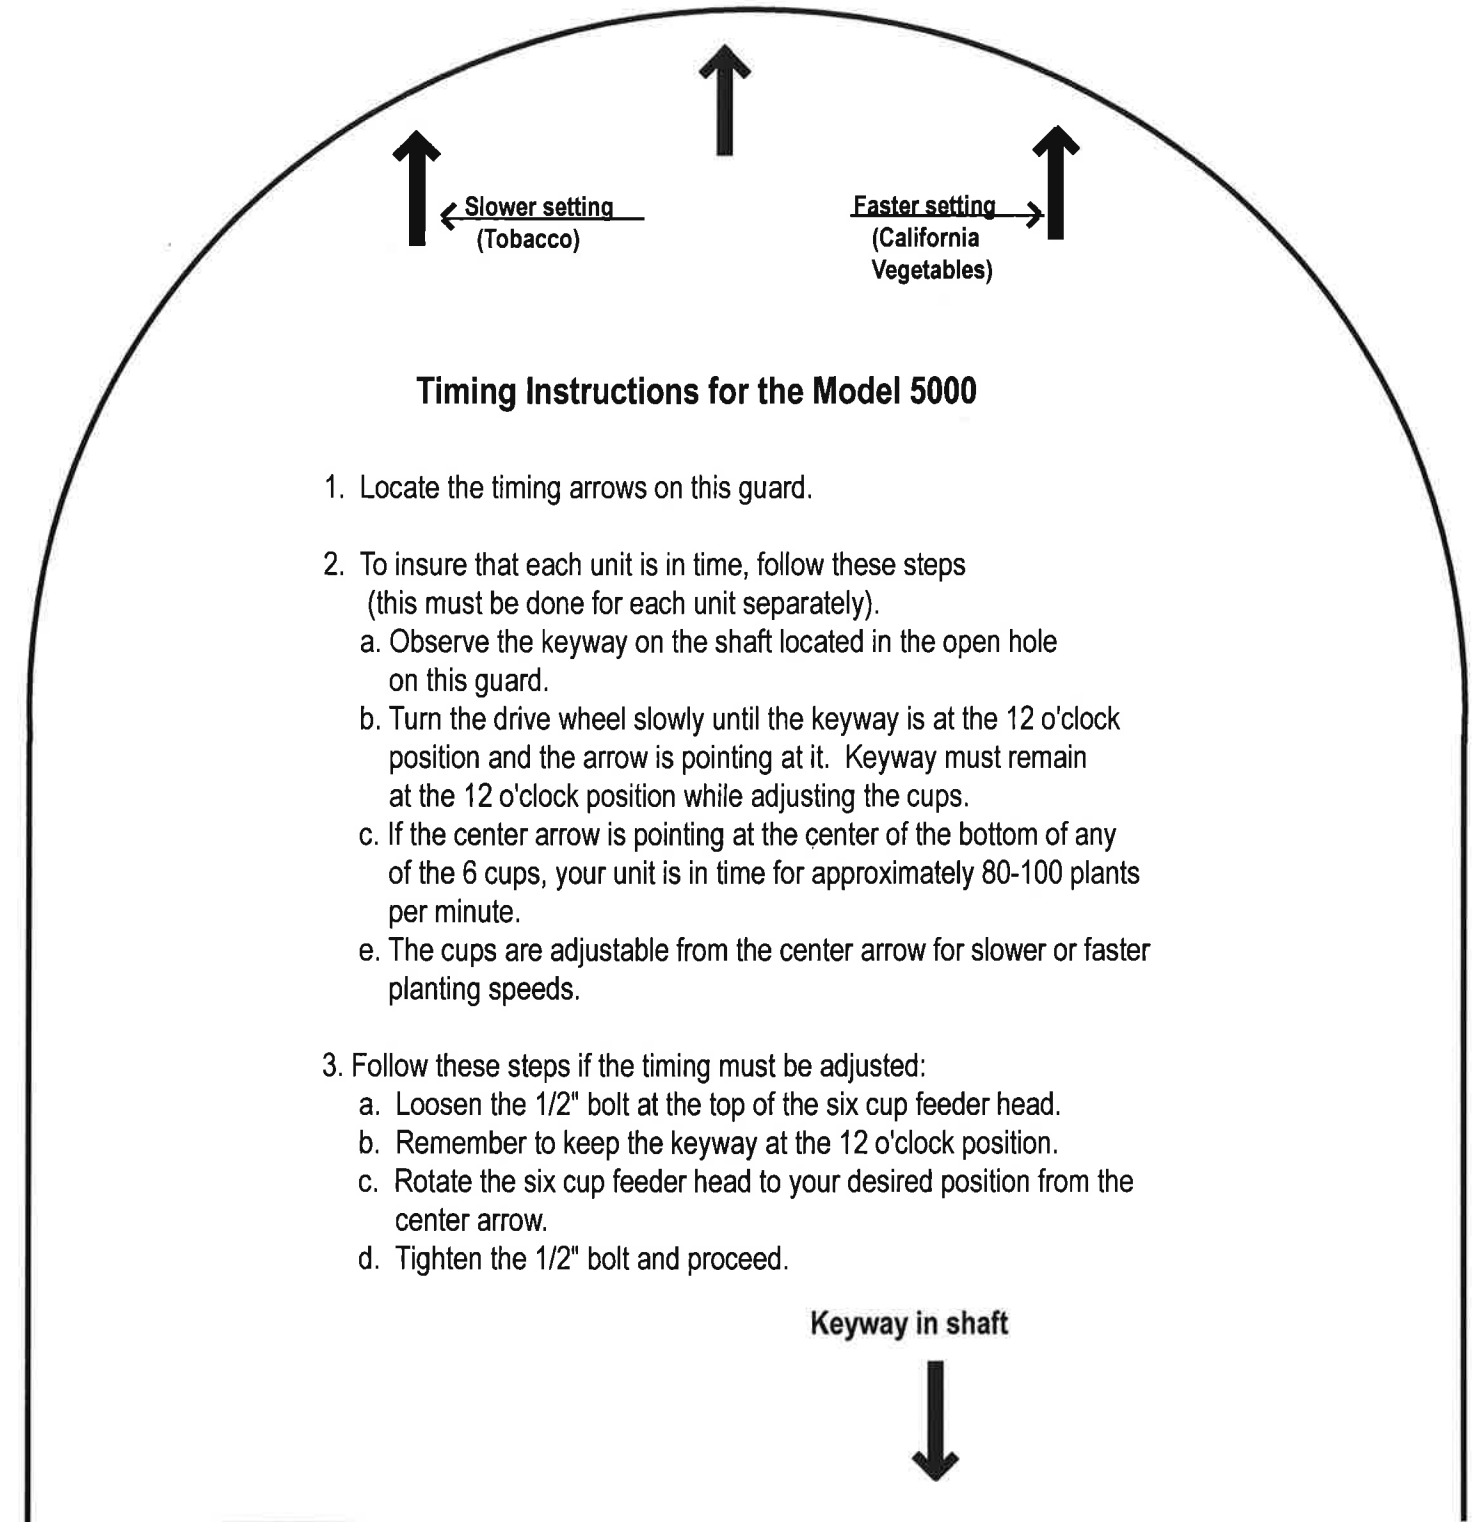 Slower setting
(Tobacco)
Faster setting
(California
Vegetables)
Timing Instructions for the Model 5000
1. Locate the timing arrows on this guard.
2. To insure that each unit is in time, follow these steps
(this must be done for each unit separately).
a. Observe the keyway on the shaft located in the open hole
on this guard.
b. Turn the drive wheel slowly until the keyway is at the 12 o'clock
position and the arrow is pointing at it. Keyway must remain
at the 12 o'clock position while adjusting the cups.
c. If the center arrow is pointing at the center of the bottom of any
of the 6 cups, your unit is in time for approximately 80-100 plants
per minute.
e. The cups are adjustable from the center arrow for slower or faster
planting speeds.
3. Follow these steps if the timing must be adjusted:
a. Loosen the 1/2" bolt at the top of the six cup feeder head.
b. Remember to keep the keyway at the 12 o'clock position.
c. Rotate the six cup feeder head to your desired position from the
center arrow.
d. Tighten the 1/2" bolt and proceed.
Keyway in shaft